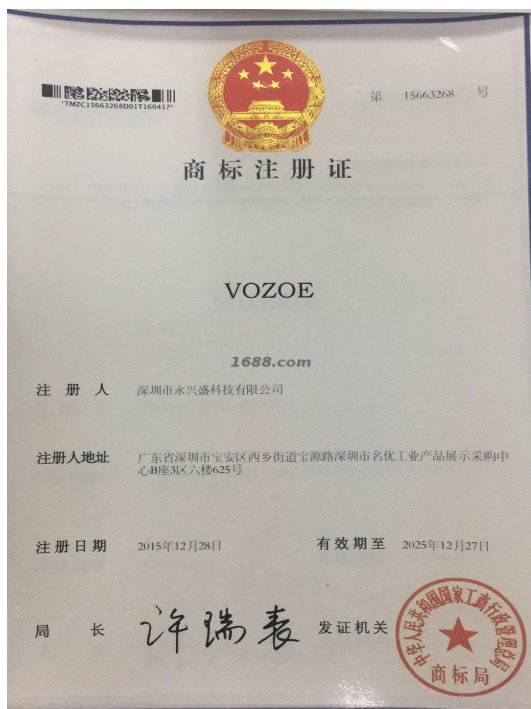 *TMZC15663268D01T160417*
第 15663268 号
商标注册证
VOZOE
1688.com
注册人 深圳市永兴盛科技有限公司
注册人地址 广东省深圳市宝安区西乡街道宝源路深圳市名优工业产品展示采购中
心B座3区六楼625号
注册日期 2015年12月28日 有效期至 2025年12月27日
局长 许瑞表 发证机关
中华人民共和国国家工商行政管理总局
商标局